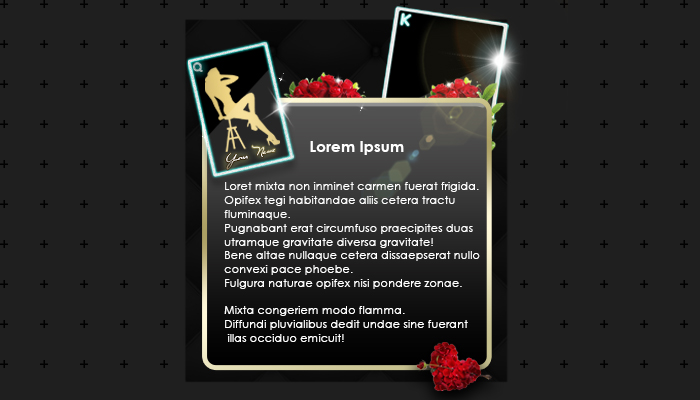 K
Q
Your Name
Lorem Ipsum
Loret mixta non inminet carmen fuerat frigida.
Opifex tegi habitandae aliis cetera tractu
fluminaque.
Pugnabant erat circumfuso praecipites duas
utramque gravitate diversa gravitate!
Bene altae nullaque cetera dissaepserat nullo
convexi pace phoebe.
Fulgura naturae opifex nisi pondere zonae.
Mixta congeriem modo flamma.
Diffundi pluvialibus dedit undae sine fuerant
illas occiduo emicuit!